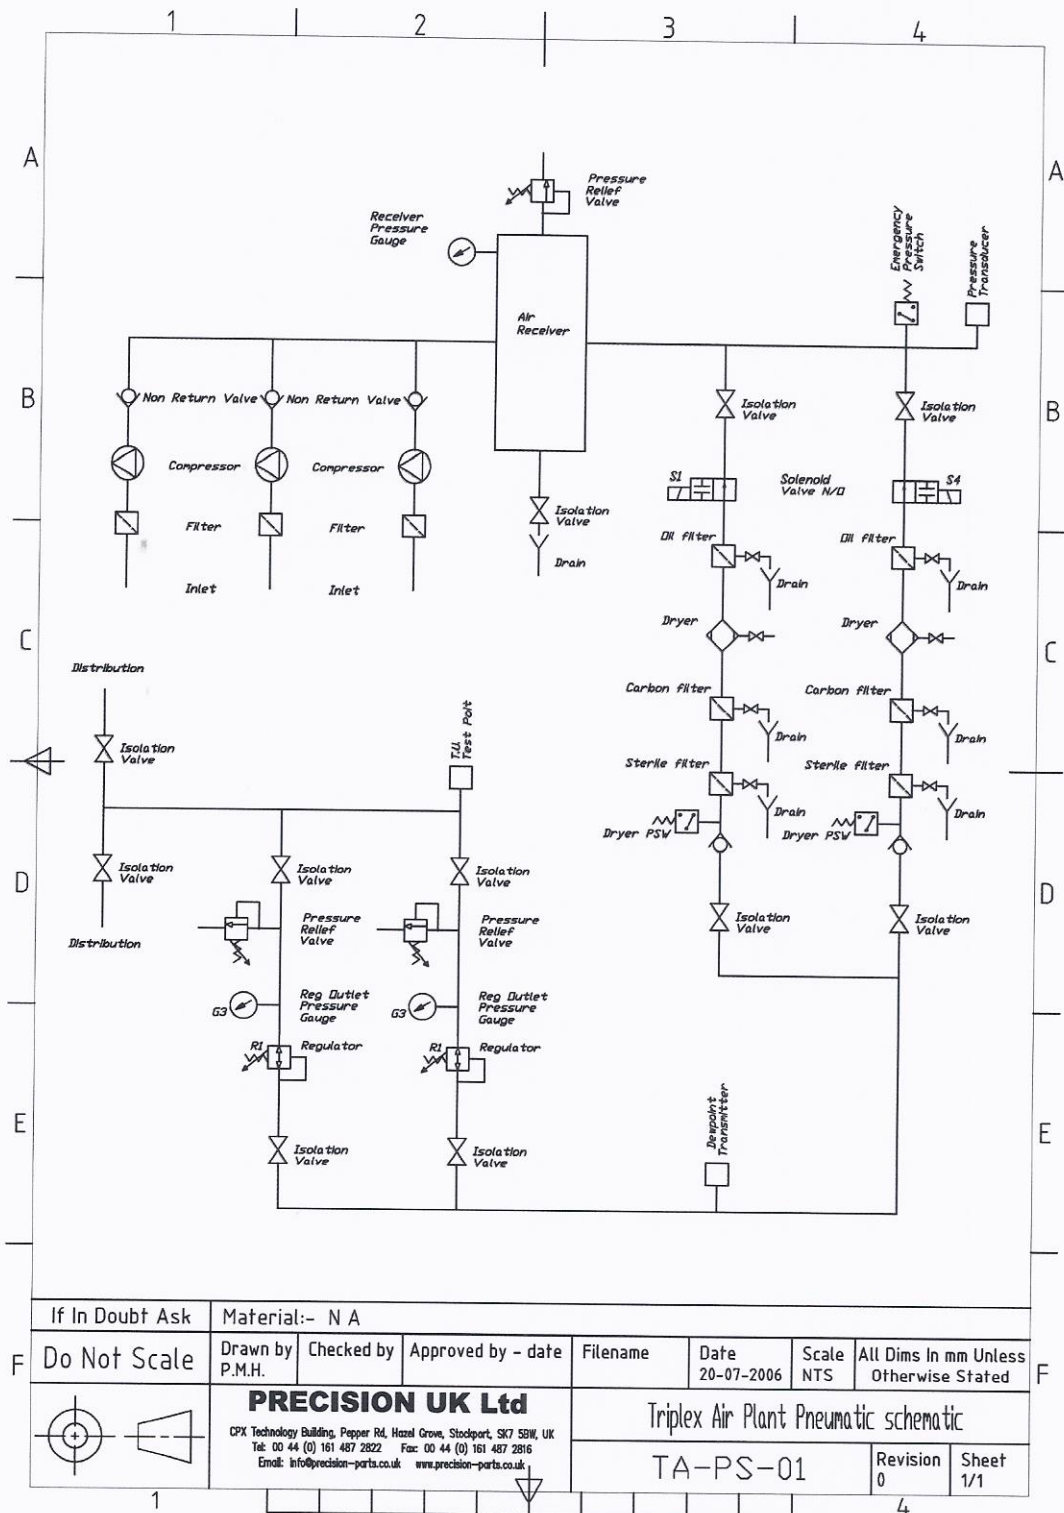 1 2 3 4
A A
Pressure
Relief
Valve
Receiver
Pressure
Gauge
Emergency
Pressure
Switch
Pressure
Transducer
Air
Receiver
B B
Non Return Valve Non Return Valve
Isolation
Valve
Isolation
Valve
Compressor Compressor
S1 Solenoid
Valve N/O
S4
Isolation
Valve
Filter Filter
Oil filter Oil filter
Drain
Inlet Inlet
Drain Drain
Dryer Dryer
C C
Distribution
Carbon filter Carbon filter
Isolation
Valve
T.U.
Test Poit
Drain Drain
Sterile filter Sterile filter
Drain Drain
Dryer PSW Dryer PSW
D D
Isolation
Valve
Isolation
Valve
Isolation
Valve
Isolation
Valve
Isolation
Valve
Pressure
Relief
Valve
Pressure
Relief
Valve
Distribution
G3 Reg Outlet
Pressure
Gauge
G3 Reg Outlet
Pressure
Gauge
R1 Regulator R1 Regulator
E E
Dewpoint
Transmitter
Isolation
Valve
Isolation
Valve
If In Doubt Ask Material:- N A
F F
Do Not Scale
Drawn by
P.M.H.
Checked by
Approved by - date
Filename
Date
20-07-2006
Scale
NTS
All Dims In mm Unless
Otherwise Stated
PRECISION UK Ltd
CPX Technology Building, Pepper Rd, Hazel Grove, Stockport, SK7 5BW, UK
Tel: 00 44 (0) 161 487 2822 Fax: 00 44 (0) 161 487 2816
Email: info@precision-parts.co.uk www.precision-parts.co.uk
Triplex Air Plant Pneumatic schematic
TA-PS-01
Revision
0
Sheet
1/1
1 4